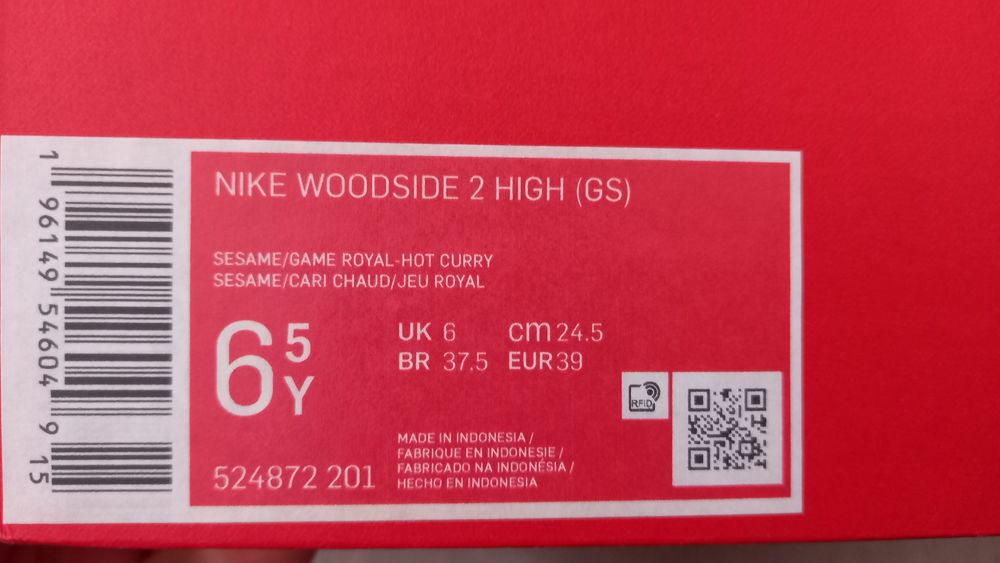 1 96149 54604 9 15
NIKE WOODSIDE 2 HIGH (GS)
SESAME/GAME ROYAL-HOT CURRY
SESAME/CARI CHAUD/JEU ROYAL
6 5 Y
UK 6 cm 24.5
BR 37.5 EUR 39
RFID
MADE IN INDONESIA /
FABRIQUE EN INDONESIE /
FABRICADO NA INDONÉSIA /
HECHO EN INDONESIA
524872 201